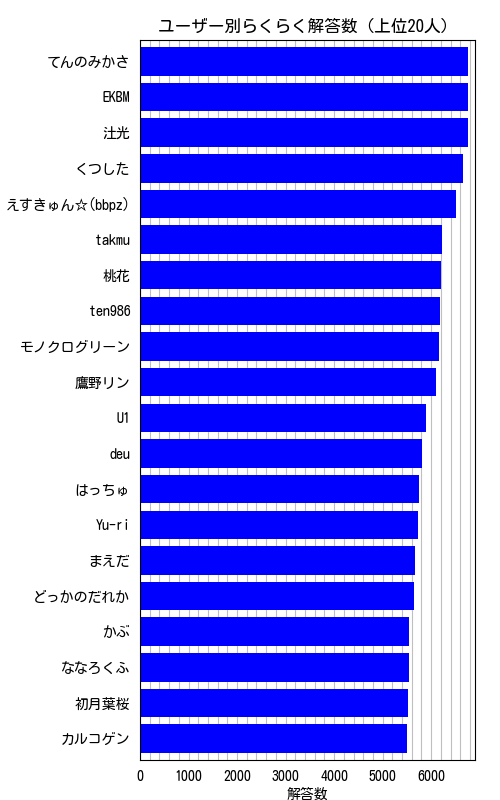 ユーザー別らくらく解答数（上位20人）
てんのみかさ
EKBM
汢光
くつした
えすきゅん☆(bbpz)
takmu
桃花
ten986
モノクログリーン
鷹野リン
U1
deu
はっちゅ
Yu-ri
まえだ
どっかのだれか
かぶ
ななろくふ
初月葉桜
カルコゲン
0 1000 2000 3000 4000 5000 6000
解答数